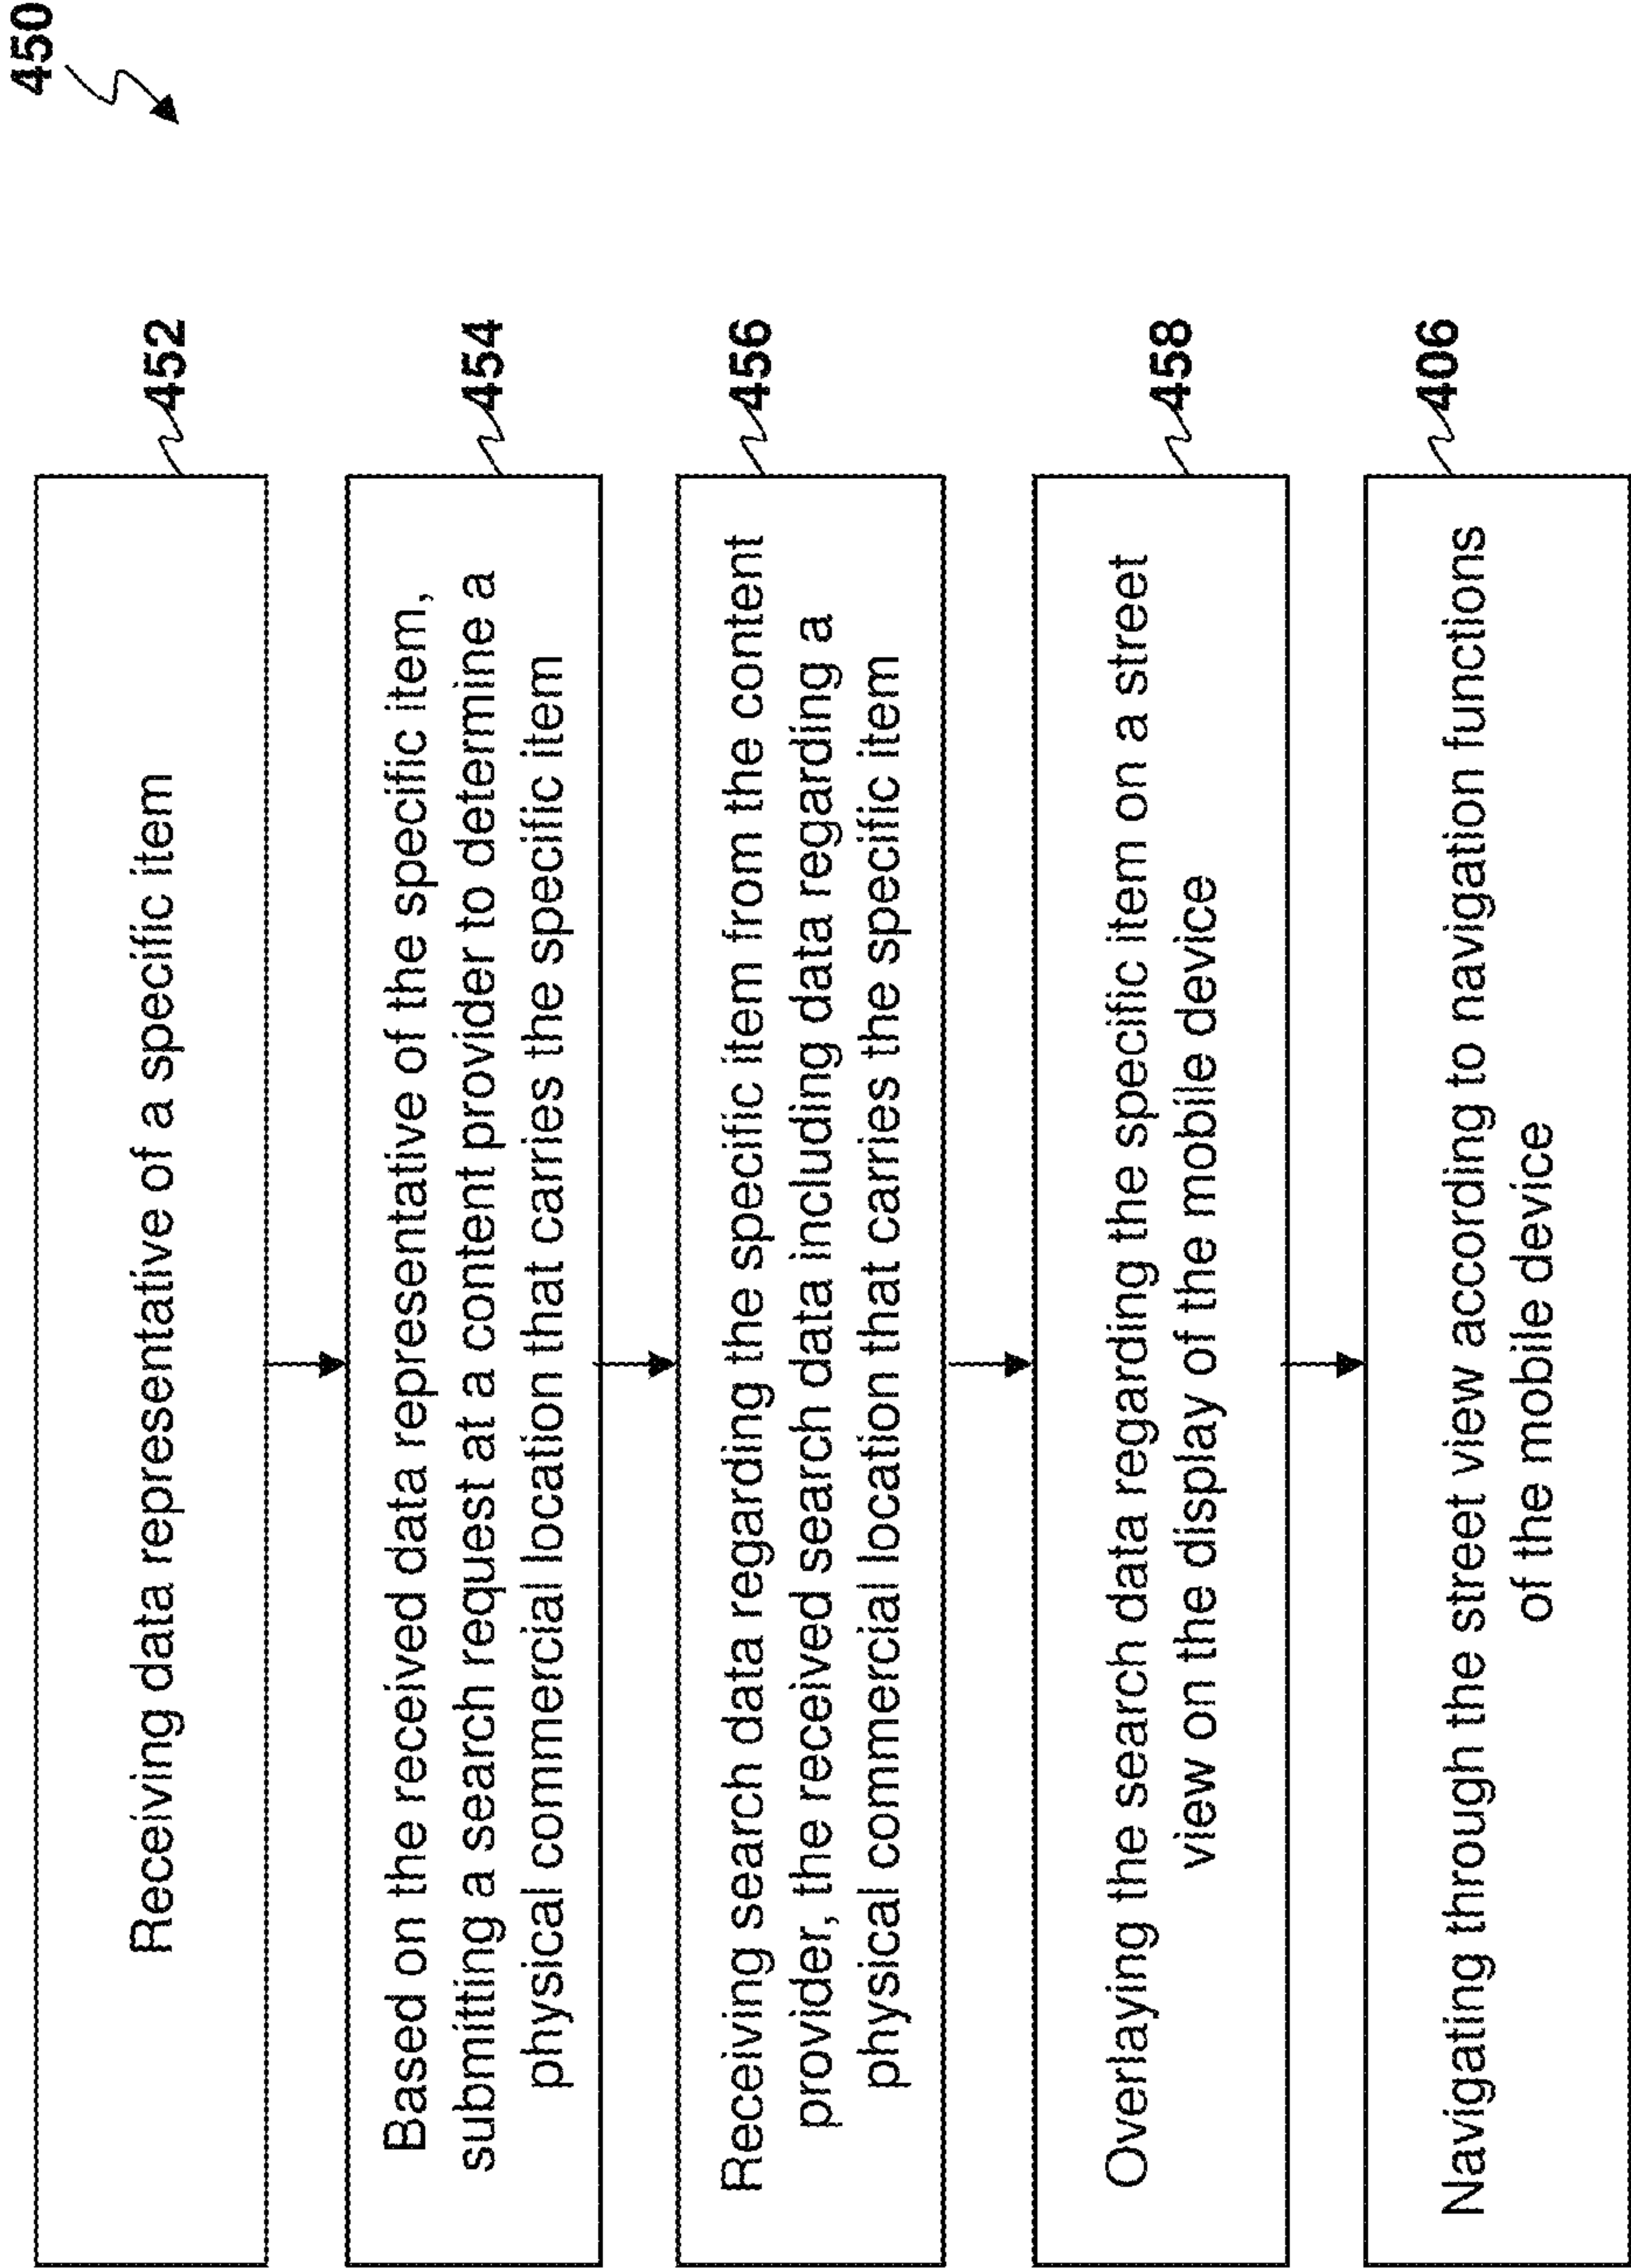 450
Receiving data representative of a specific item
452
Based on the received data representative of the specific item,
submitting a search request at a content provider to determine a
physical commercial location that carries the specific item
454
Receiving search data regarding the specific item from the content
provider, the received search data including data regarding a
physical commercial location that carries the specific item
456
Overlaying the search data regarding the specific item on a street
view on the display of the mobile device
458
Navigating through the street view according to navigation functions
of the mobile device
406